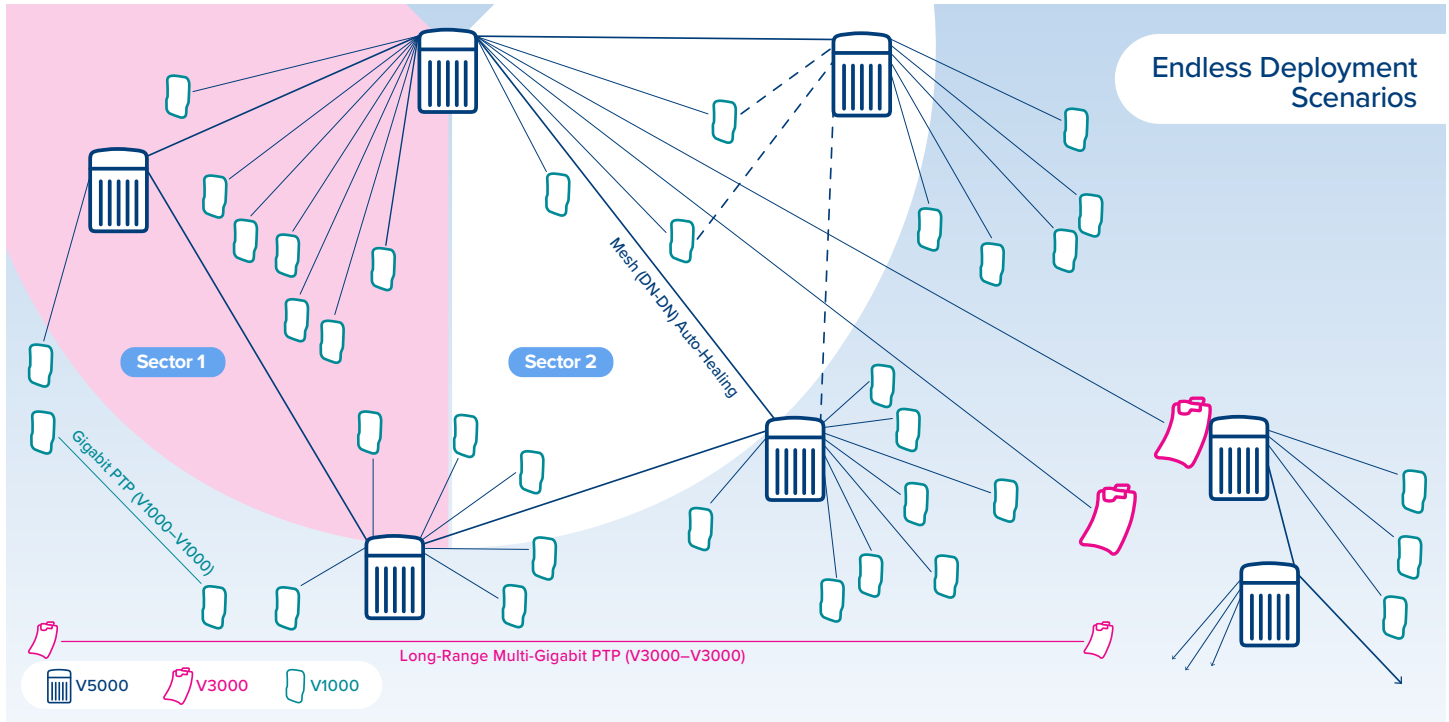 Endless Deployment
Scenarios
Mesh (DN-DN) Auto-Healing
Sector 1
Sector 2
Gigabit PTP (V1000–V1000)
Long-Range Multi-Gigabit PTP (V3000–V3000)
V5000
V3000
V1000